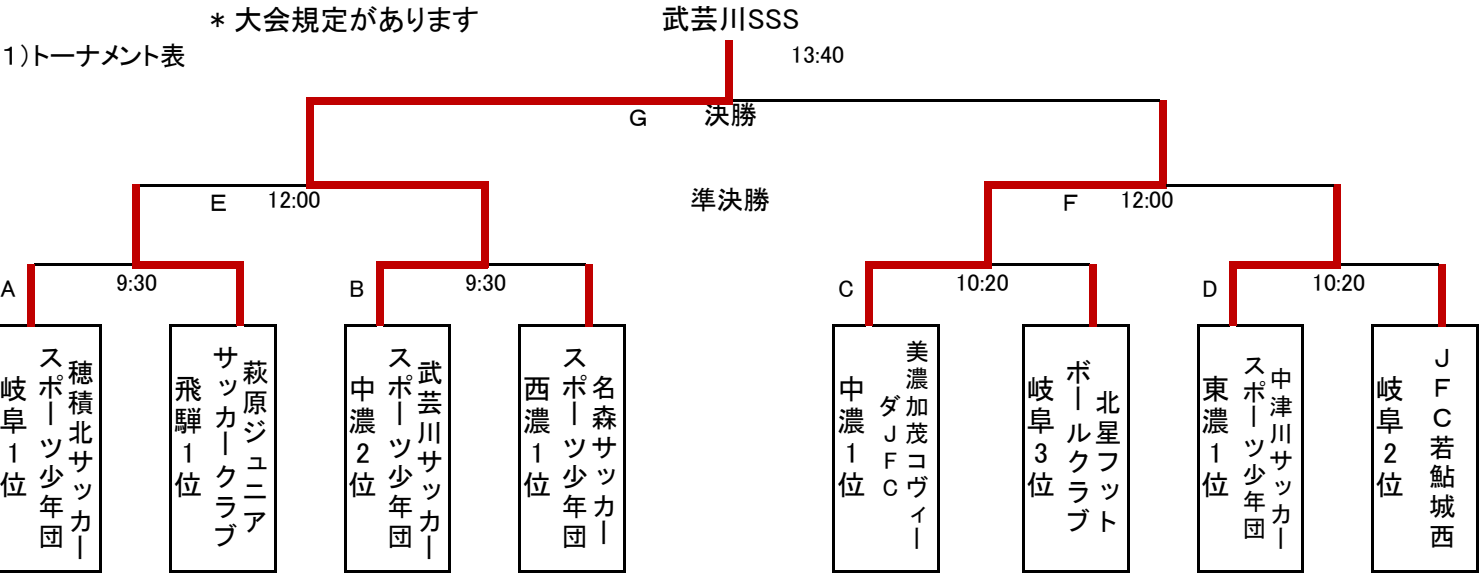 * 大会規定があります
武芸川SSS
1)トーナメント表
13:40
G
決勝
E
12:00
準決勝
F
12:00
A
9:30
B
9:30
C
10:20
D
10:20
穂積北サッカー
スポーツ少年団
岐阜1位
萩原ジュニア
サッカークラブ
飛騨1位
武芸川サッカー
スポーツ少年団
中濃2位
名森サッカー
スポーツ少年団
西濃1位
美濃加茂コヴィー
ダJFC
中濃1位
北星フット
ボールクラブ
岐阜3位
中津川サッカー
スポーツ少年団
東濃1位
JFC若鮎城西
岐阜2位